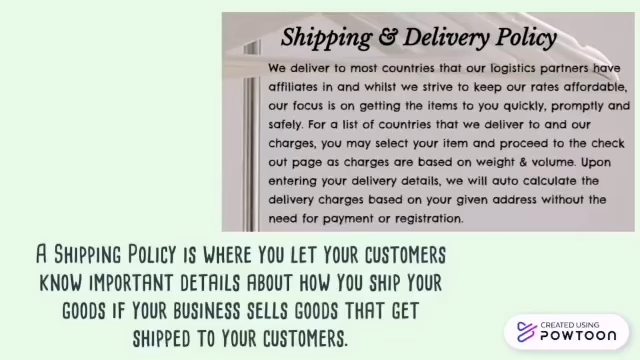 Shipping & Delivery Policy
We deliver to most countries that our logistics partners have
affiliates in and whilst we strive to keep our rates affordable,
our focus is on getting the items to you quickly, promptly and
safely. For a list of countries that we deliver to and our
charges, you may select your item and proceed to the check
out page as charges are based on weight & volume. Upon
entering your delivery details, we will auto calculate the
delivery charges based on your given address without the
need for payment or registration.
A Shipping Policy is where you let your customers
know important details about how you ship your
goods if your business sells goods that get
shipped to your customers.
CREATED USING
POWTOON